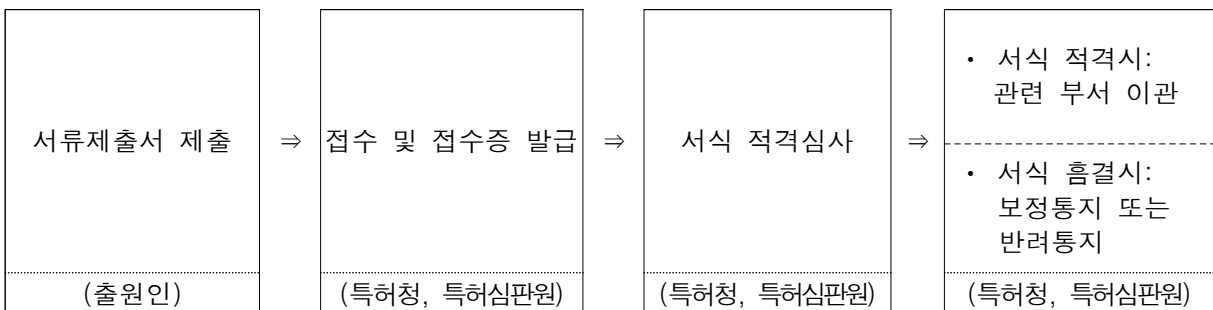 서류제출서 제출
⇒
접수 및 접수증 발급
⇒
서식 적격심사
⇒
• 서식 적격시:
관련 부서 이관
• 서식 흠결시:
보정통지 또는
반려통지
(출원인)
(특허청, 특허심판원)
(특허청, 특허심판원)
(특허청, 특허심판원)